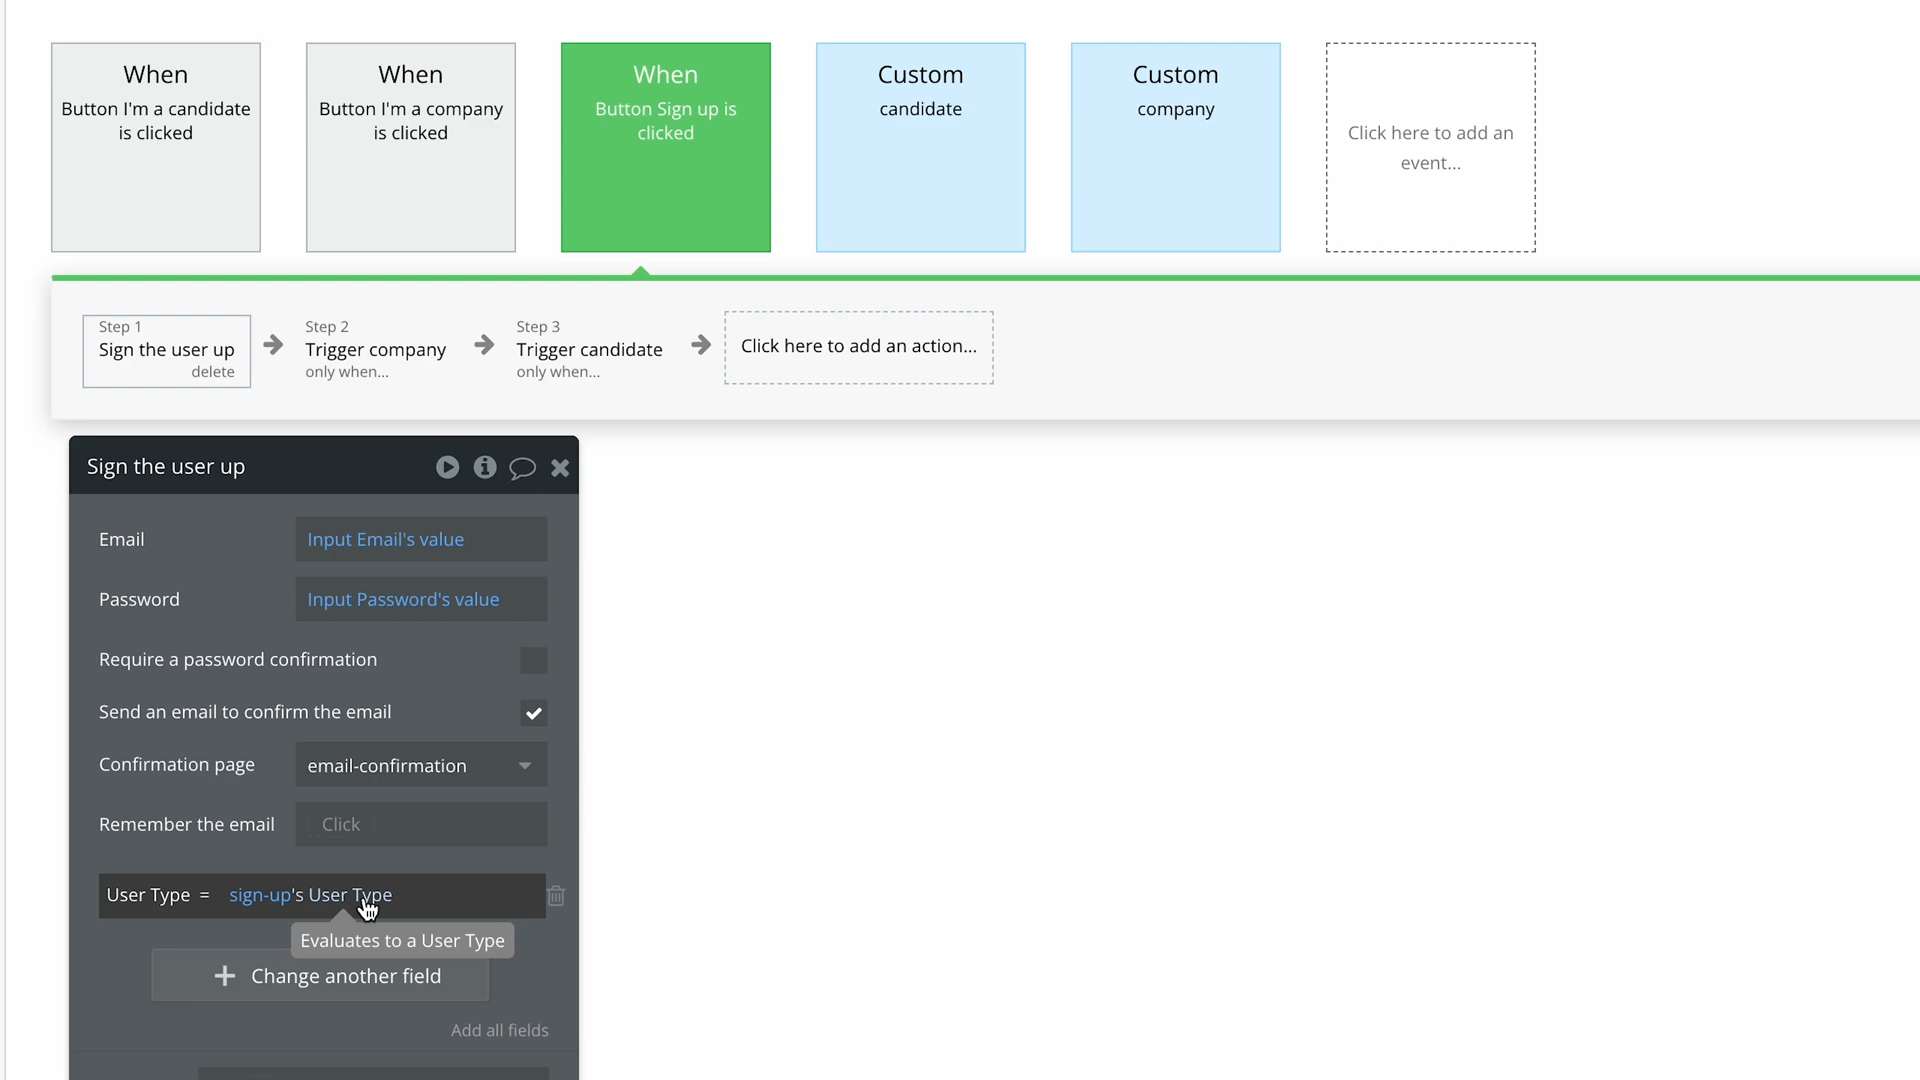 When
Button I'm a candidate
is clicked
When
Button I'm a company
is clicked
When
Button Sign up is
clicked
Custom
candidate
Custom
company
Click here to add an
event...
Step 1
Sign the user up
delete
Step 2
Trigger company
only when...
Step 3
Trigger candidate
only when...
Click here to add an action...
Sign the user up
Email
Input Email's value
Password
Input Password's value
Require a password confirmation
Send an email to confirm the email
Confirmation page
email-confirmation
Remember the email
Click
User Type = sign-up's User Type
Evaluates to a User Type
Change another field
Add all fields